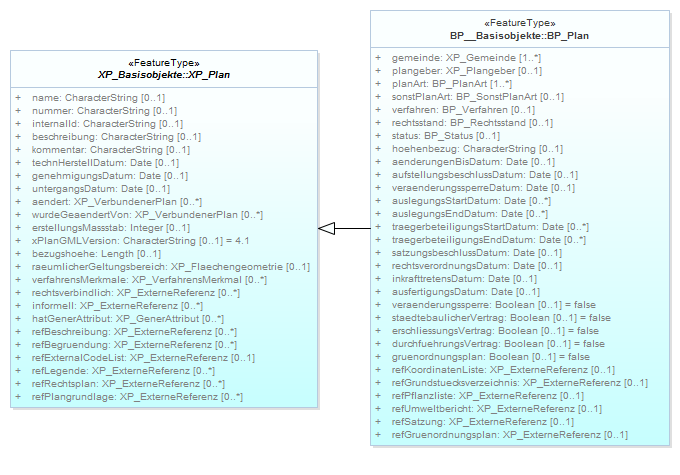 «FeatureType»
XP_Basisobjekte::XP_Plan
+ name: CharacterString [0..1]
+ nummer: CharacterString [0..1]
+ internalId: CharacterString [0..1]
+ beschreibung: CharacterString [0..1]
+ kommentar: CharacterString [0..1]
+ technHerstellDatum: Date [0..1]
+ genehmigungsDatum: Date [0..1]
+ untergangsDatum: Date [0..1]
+ aendert: XP_VerbundenerPlan [0..*]
+ wurdeGeaendertVon: XP_VerbundenerPlan [0..*]
+ erstellungsMassstab: Integer [0..1]
+ xPlanGMLVersion: CharacterString [0..1] = 4.1
+ bezugshoehe: Length [0..1]
+ raeumlicherGeltungsbereich: XP_Flaechengeometrie [0..1]
+ verfahrensMerkmale: XP_VerfahrensMerkmal [0..*]
+ rechtsverbindlich: XP_ExterneReferenz [0..*]
+ informell: XP_ExterneReferenz [0..*]
+ hatGenerAttribut: XP_GenerAttribut [0..*]
+ refBeschreibung: XP_ExterneReferenz [0..*]
+ refBegruendung: XP_ExterneReferenz [0..*]
+ refExternalCodeList: XP_ExterneReferenz [0..1]
+ refLegende: XP_ExterneReferenz [0..*]
+ refRechtsplan: XP_ExterneReferenz [0..*]
+ refPlangrundlage: XP_ExterneReferenz [0..*]
«FeatureType»
BP__Basisobjekte::BP_Plan
+ gemeinde: XP_Gemeinde [1..*]
+ plangeber: XP_Plangeber [0..1]
+ planArt: BP_PlanArt [1..*]
+ sonstPlanArt: BP_SonstPlanArt [0..1]
+ verfahren: BP_Verfahren [0..1]
+ rechtsstand: BP_Rechtsstand [0..1]
+ status: BP_Status [0..1]
+ hoehenbezug: CharacterString [0..1]
+ aenderungenBisDatum: Date [0..1]
+ aufstellungsbeschlussDatum: Date [0..1]
+ veraenderungssperreDatum: Date [0..1]
+ auslegungsStartDatum: Date [0..*]
+ auslegungsEndDatum: Date [0..*]
+ traegerbeteiligungsStartDatum: Date [0..*]
+ traegerbeteiligungsEndDatum: Date [0..*]
+ satzungsbeschlussDatum: Date [0..1]
+ rechtsverordnungsDatum: Date [0..1]
+ inkrafttretensDatum: Date [0..1]
+ ausfertigungsDatum: Date [0..1]
+ veraenderungssperre: Boolean [0..1] = false
+ staedtebaulicherVertrag: Boolean [0..1] = false
+ erschliessungsVertrag: Boolean [0..1] = false
+ durchfuehrungsVertrag: Boolean [0..1] = false
+ gruenordnungsplan: Boolean [0..1] = false
+ refKoordinatenListe: XP_ExterneReferenz [0..1]
+ refGrundstuecksverzeichnis: XP_ExterneReferenz [0..1]
+ refPflanzliste: XP_ExterneReferenz [0..1]
+ refUmweltbericht: XP_ExterneReferenz [0..1]
+ refSatzung: XP_ExterneReferenz [0..1]
+ refGruenordnungsplan: XP_ExterneReferenz [0..1]